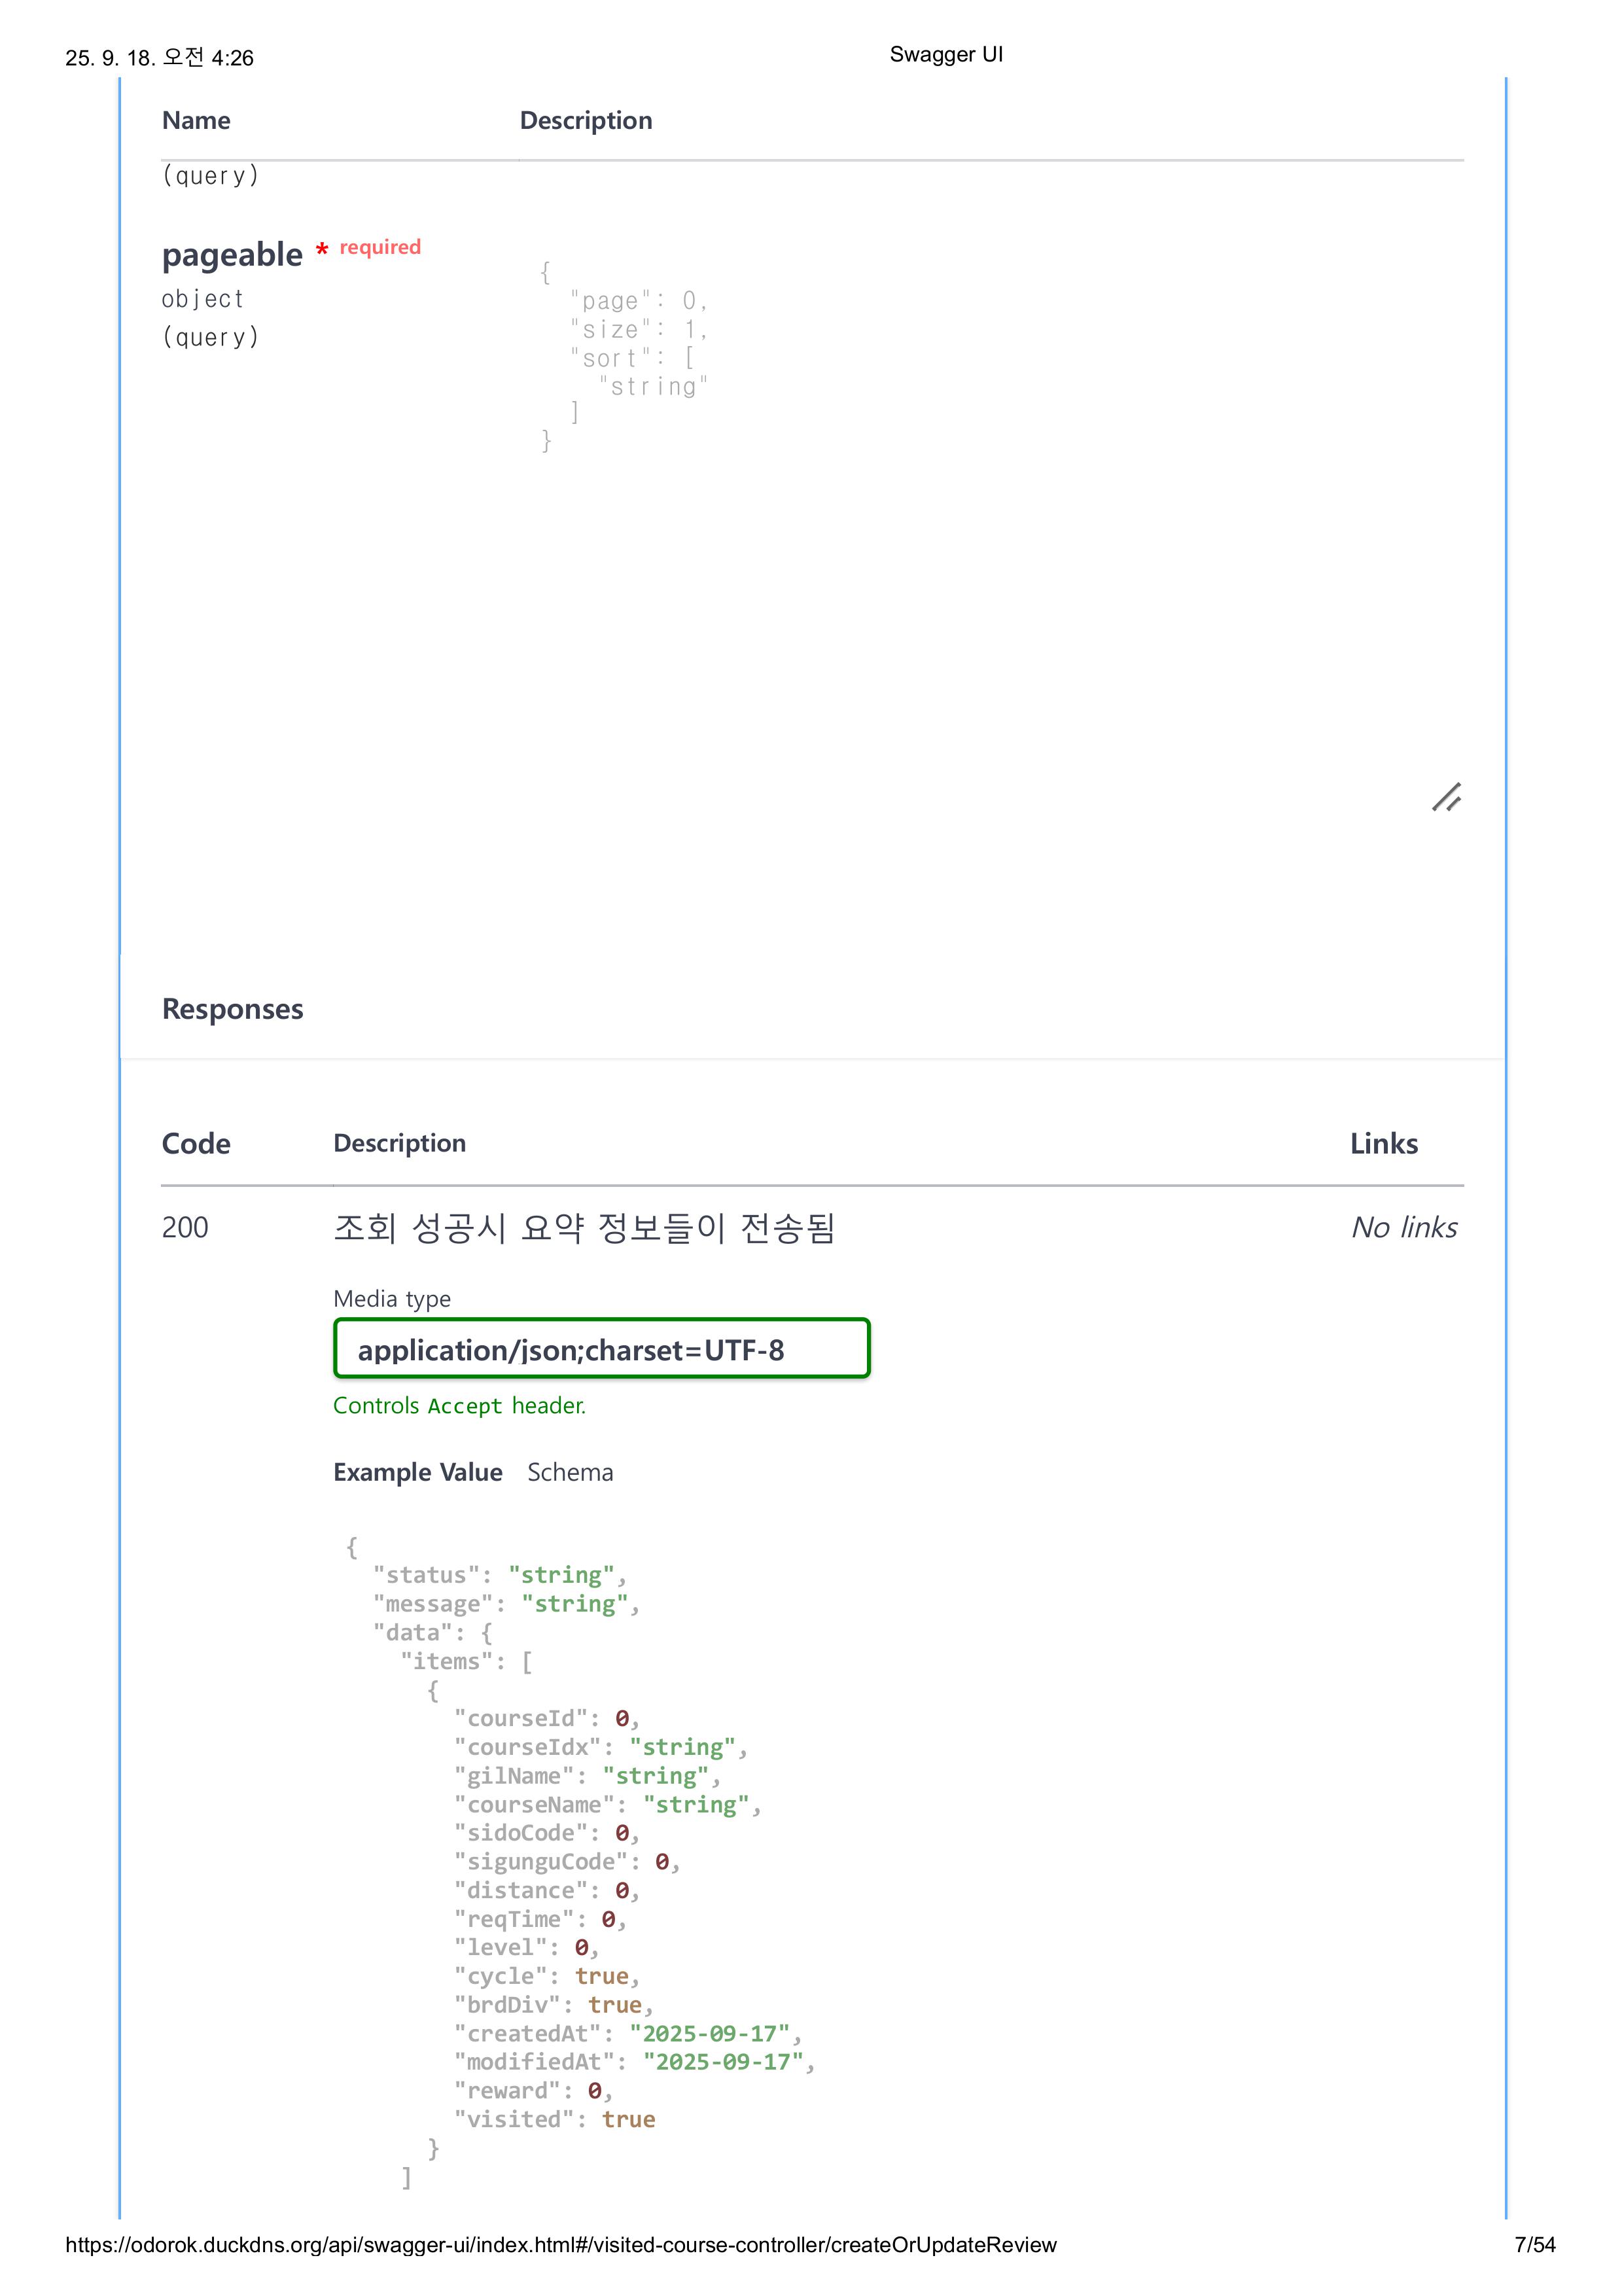 25. 9. 18. 오전 4:26 Swagger UI
Name Description
(query)
pageable * required
object
(query)
{
"page": 0,
"size": 1,
"sort": [
"string"
]
}
Responses
Code Description Links
200 조회 성공시 요약 정보들이 전송됨 No links
Media type
application/json;charset=UTF-8
Controls Accept header.
Example Value Schema
{
"status": "string",
"message": "string",
"data": {
"items": [
{
"courseId": 0,
"courseIdx": "string",
"gilName": "string",
"courseName": "string",
"sidoCode": 0,
"sigunguCode": 0,
"distance": 0,
"reqTime": 0,
"level": 0,
"cycle": true,
"brdDiv": true,
"createdAt": "2025-09-17",
"modifiedAt": "2025-09-17",
"reward": 0,
"visited": true
}
]
https://odorok.duckdns.org/api/swagger-ui/index.html#/visited-course-controller/createOrUpdateReview 7/54